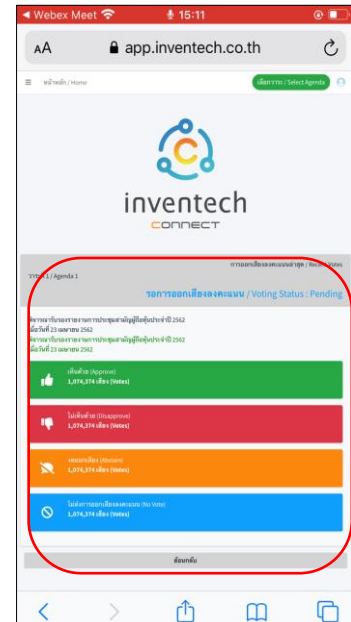 Webex Meet 15:11
AA app.inventech.co.th
หน้าหลัก / Home เลือกวาระ / Select Agenda
inventech
CONNECT
การออกเสียงลงคะแนนล่าสุด / Recent Votes
วาระที่ 1 / Agenda 1
รอการออกเสียงลงคะแนน / Voting Status : Pending
พิจารณารับรองรายงานการประชุมสามัญผู้ถือหุ้นประจำปี 2562
เมื่อวันที่ 23 เมษายน 2562
พิจารณารับรองรายงานการประชุมสามัญผู้ถือหุ้นประจำปี 2562
เมื่อวันที่ 23 เมษายน 2562
เห็นด้วย (Approve)
1,074,374 เสียง (Votes)
ไม่เห็นด้วย (Disapprove)
1,074,374 เสียง (Votes)
งดออกเสียง (Abstain)
1,074,374 เสียง (Votes)
ไม่ส่งการออกเสียงลงคะแนน (No Vote)
1,074,374 เสียง (Votes)
ย้อนกลับ